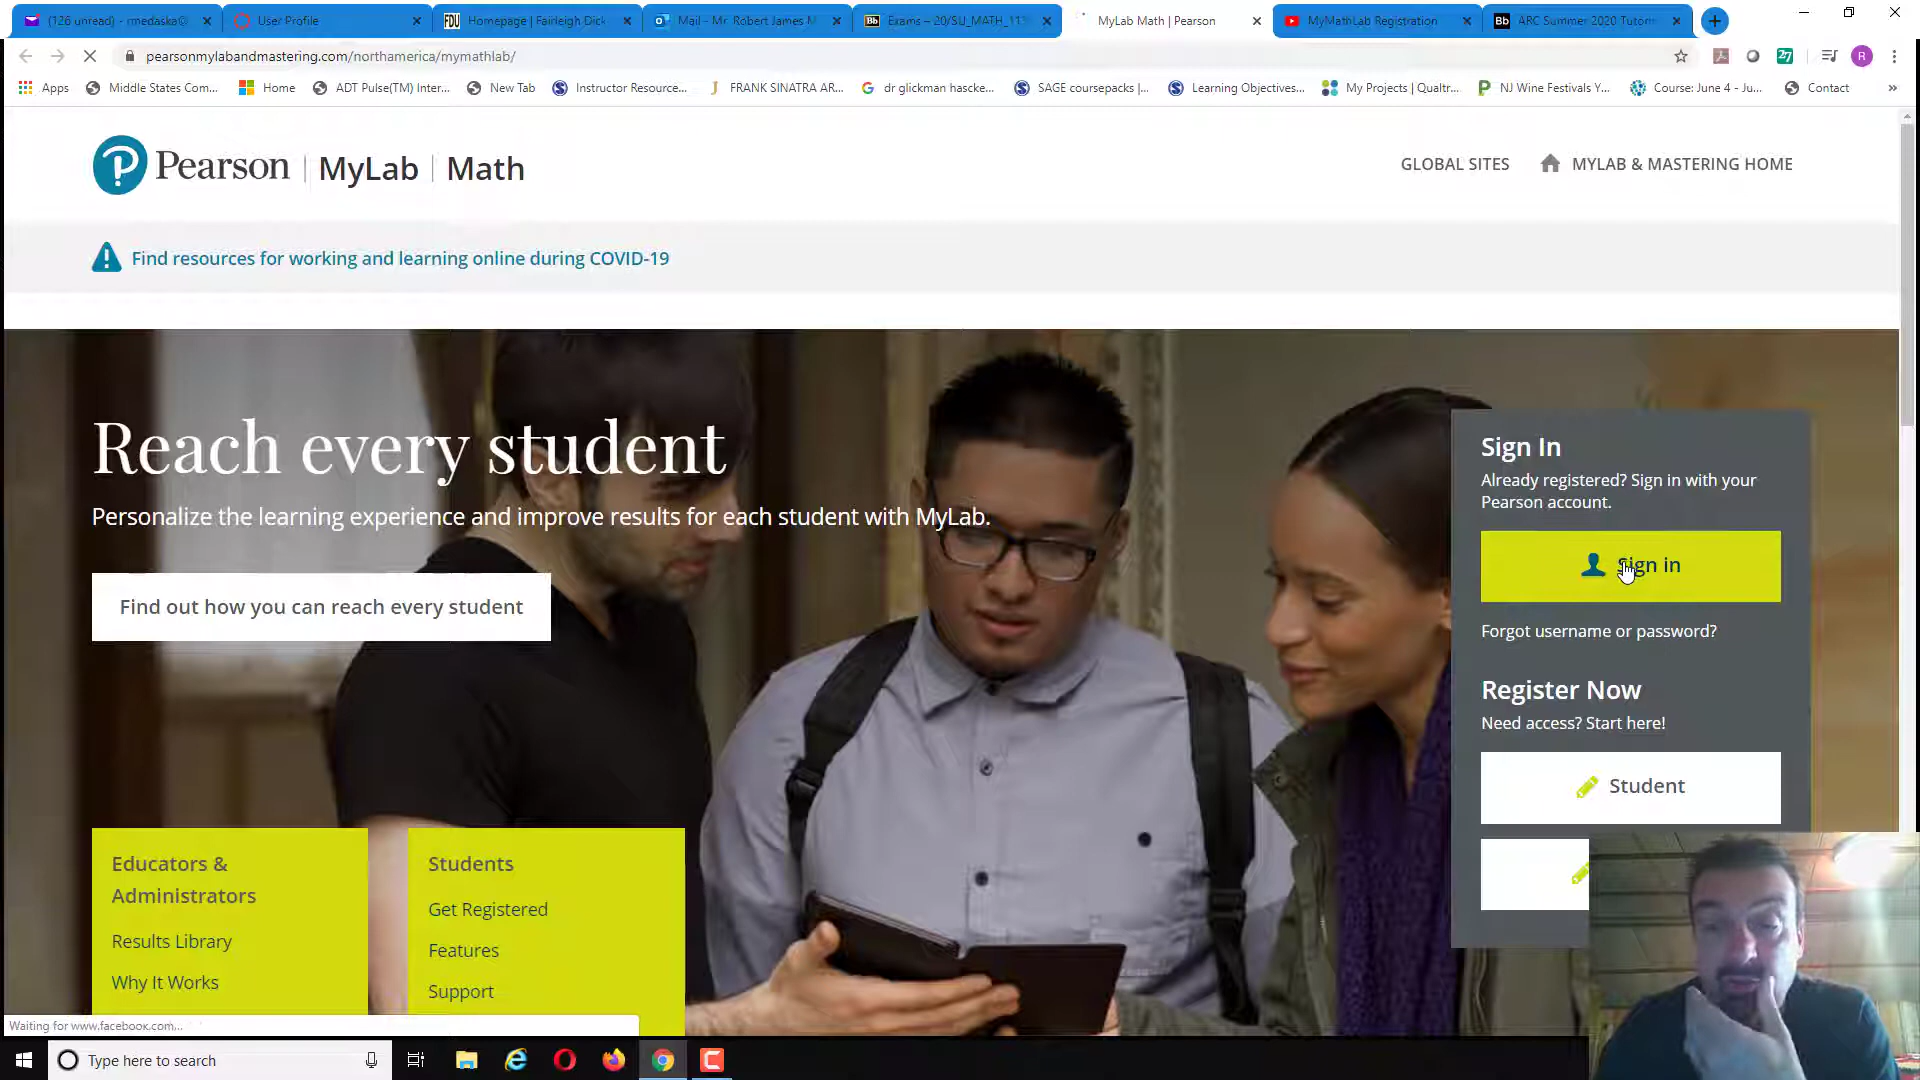 (126 unread) - rmedaska@
User Profile
Homepage | Fairleigh Dick
Mail - Mr. Robert James M
Exams – 20/SU_MATH_113
MyLab Math | Pearson
MyMathLab Registration
ARC Summer 2020 Tutorin
pearsonmylabandmastering.com/northamerica/mymathlab/
Apps
Middle States Com...
Home
ADT Pulse(TM) Inter...
New Tab
Instructor Resource...
FRANK SINATRA AR...
dr glickman hascke...
SAGE coursepacks |...
Learning Objectives...
My Projects | Qualtr...
NJ Wine Festivals Y...
Course: June 4 - Ju...
Contact
»
Pearson | MyLab | Math
GLOBAL SITES
MYLAB & MASTERING HOME
Find resources for working and learning online during COVID-19
Reach every student
Personalize the learning experience and improve results for each student with MyLab.
Find out how you can reach every student
Sign In
Already registered? Sign in with your
Pearson account.
Sign in
Forgot username or password?
Register Now
Need access? Start here!
Student
Educators &
Administrators
Results Library
Why It Works
Students
Get Registered
Features
Support
Waiting for www.facebook.com...
Type here to search